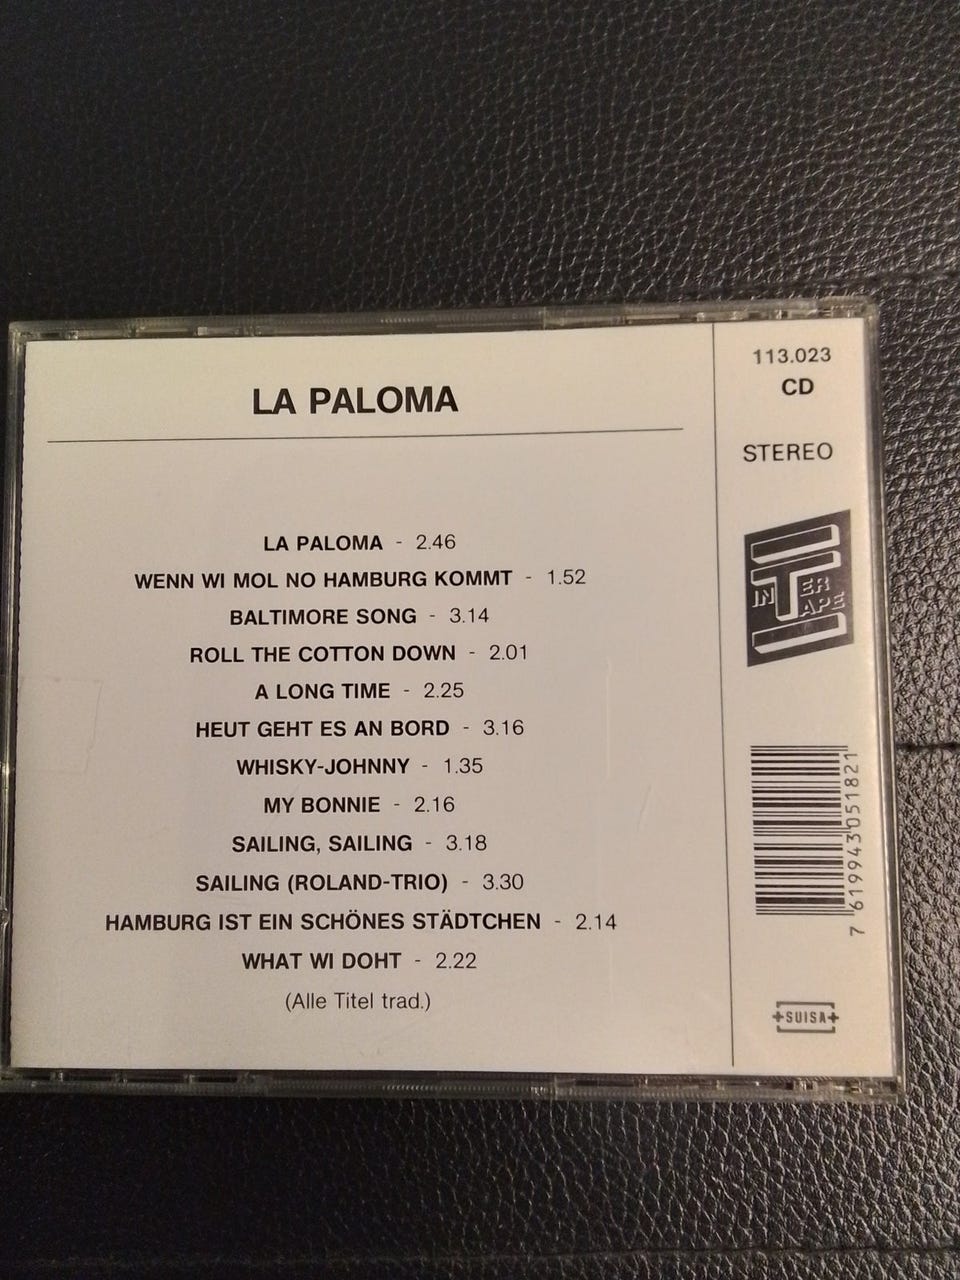 LA PALOMA
LA PALOMA - 2.46
WENN WI MOL NO HAMBURG KOMMT - 1.52
BALTIMORE SONG - 3.14
ROLL THE COTTON DOWN - 2.01
A LONG TIME - 2.25
HEUT GEHT ES AN BORD - 3.16
WHISKY-JOHNNY - 1.35
MY BONNIE - 2.16
SAILING, SAILING - 3.18
SAILING (ROLAND-TRIO) - 3.30
HAMBURG IST EIN SCHÖNES STÄDTCHEN - 2.14
WHAT WI DOHT - 2.22
(Alle Titel trad.)
113.023
CD
STEREO
INTER
TAPE
7 619943051821
SUISA